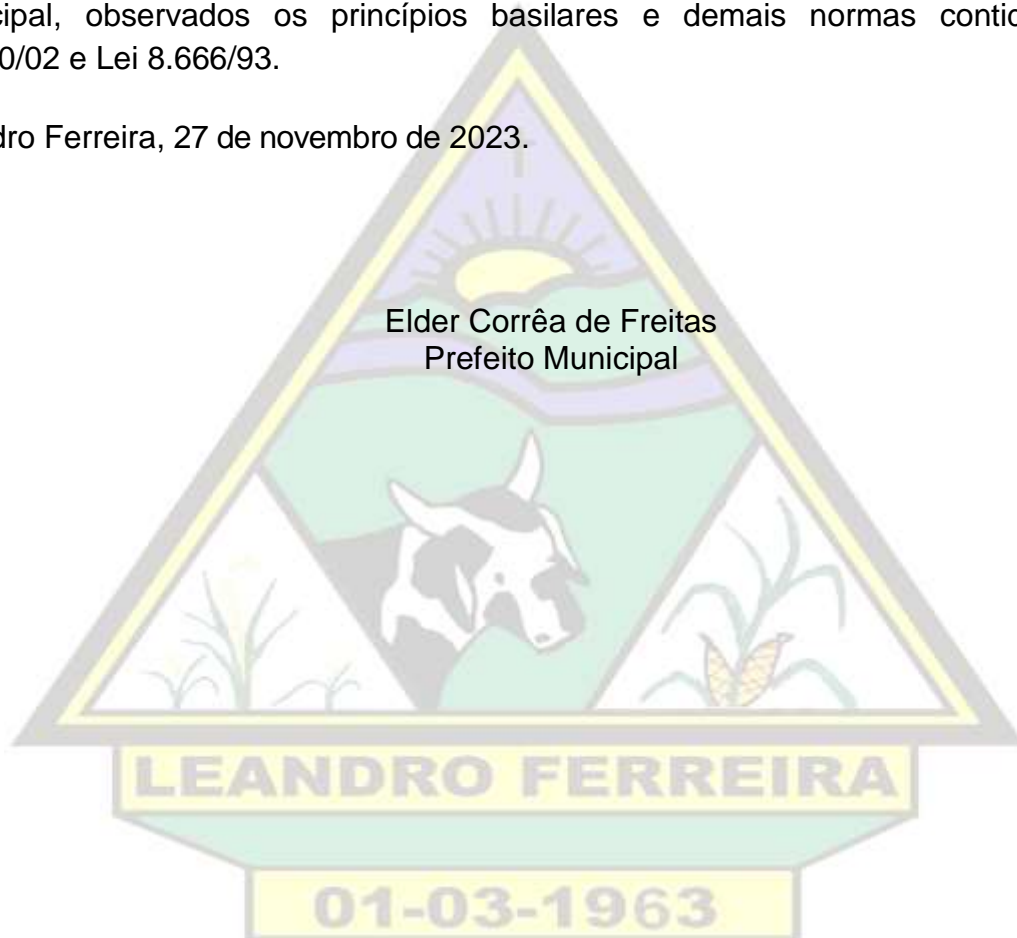 cipal, observados os princípios basilares e demais normas contic
0/02 e Lei 8.666/93.
dro Ferreira, 27 de novembro de 2023.
Elder Corrêa de Freitas
Prefeito Municipal
LEANDRO FERREIRA
01-03-1963